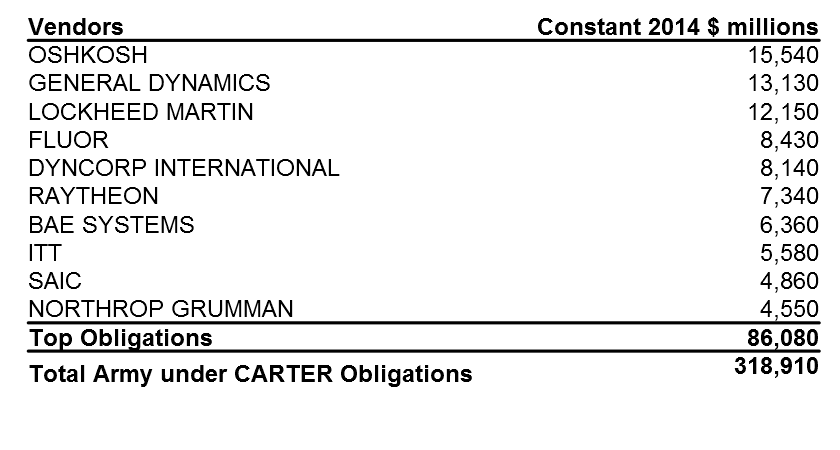 Vendors Constant 2014 $ millions
OSHKOSH 15,540
GENERAL DYNAMICS 13,130
LOCKHEED MARTIN 12,150
FLUOR 8,430
DYNCORP INTERNATIONAL 8,140
RAYTHEON 7,340
BAE SYSTEMS 6,360
ITT 5,580
SAIC 4,860
NORTHROP GRUMMAN 4,550
Top Obligations 86,080
Total Army under CARTER Obligations 318,910